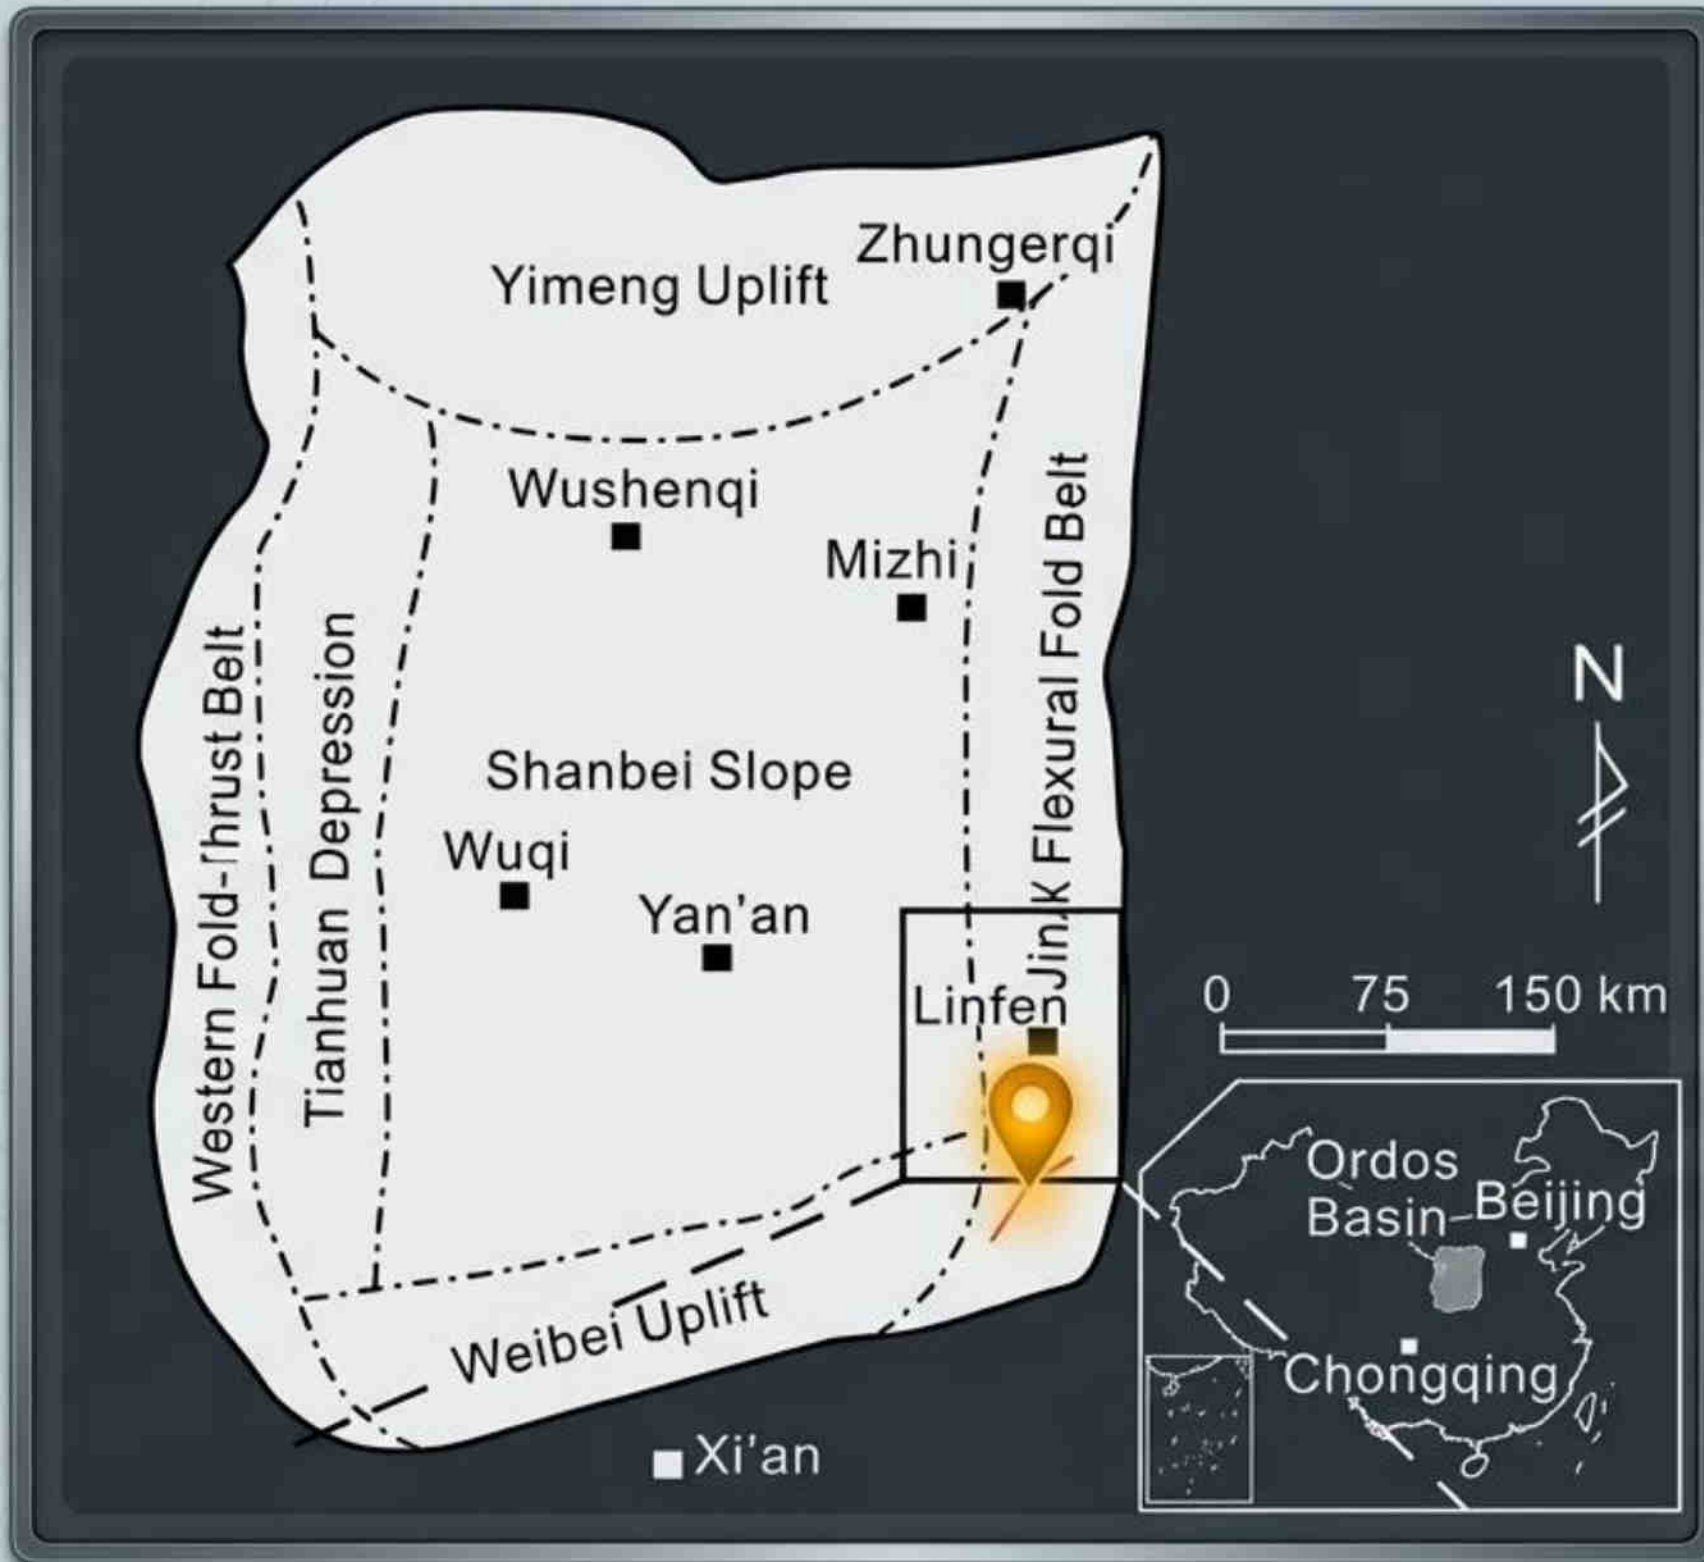 Zhungerqi
Yimeng Uplift
Wushenqi
Mizhi
Western Fold-Thrust Belt
Tianhuan Depression
Shanbei Slope
Flexural Fold Belt
Wuqi
Yan'an
Linfen
N
0 75 150 km
Weibei Uplift
Xi'an
Ordos
Basin
Beijing
Chongqing